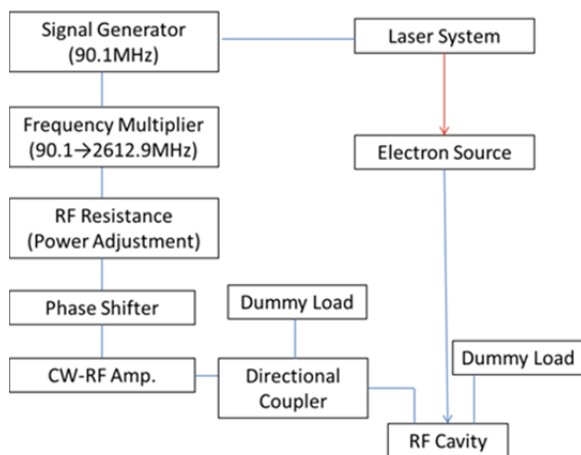 Signal Generator
(90.1MHz)
Laser System
Frequency Multiplier
(90.1→2612.9MHz)
Electron Source
RF Resistance
(Power Adjustment)
Phase Shifter
Dummy Load
Dummy Load
CW-RF Amp.
Directional
Coupler
RF Cavity